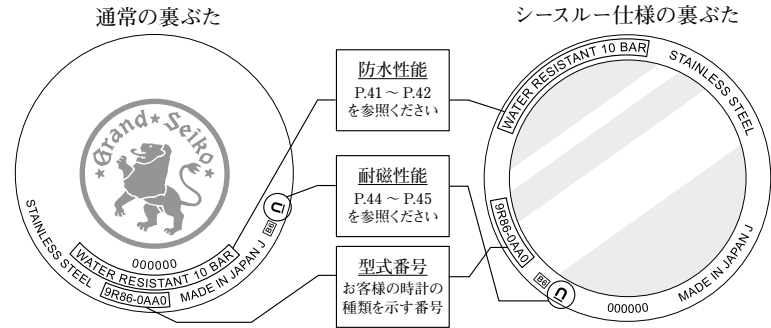 通常の裏ぶた
シースルー仕様の裏ぶた
Grand★Seiko
STAINLESS STEEL
000000
WATER RESISTANT 10 BAR
9R86-0AA0
MADE IN JAPAN J
B6
防水性能
P.41 ~ P.42
を参照ください
耐磁性能
P.44 ~ P.45
を参照ください
型式番号
お客様の時計の
種類を示す番号
WATER RESISTANT 10 BAR
STAINLESS STEEL
9R86-0AA0
B6
000000
MADE IN JAPAN J